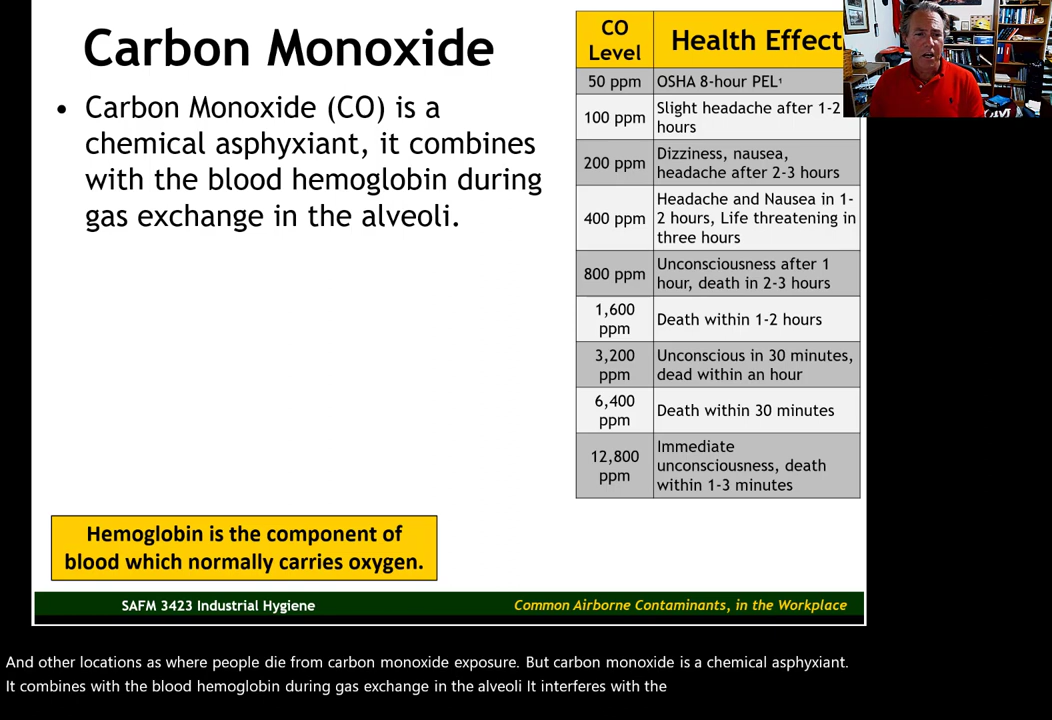 Carbon Monoxide
• Carbon Monoxide (CO) is a
chemical asphyxiant, it combines
with the blood hemoglobin during
gas exchange in the alveoli.
CO
Level
Health Effect
50 ppm
OSHA 8-hour PEL¹
100 ppm
Slight headache after 1-2
hours
200 ppm
Dizziness, nausea,
headache after 2-3 hours
400 ppm
Headache and Nausea in 1-
2 hours, Life threatening in
three hours
800 ppm
Unconsciousness after 1
hour, death in 2-3 hours
1,600
ppm
Death within 1-2 hours
3,200
ppm
Unconscious in 30 minutes,
dead within an hour
6,400
ppm
Death within 30 minutes
12,800
ppm
Immediate
unconsciousness, death
within 1-3 minutes
Hemoglobin is the component of
blood which normally carries oxygen.
SAFM 3423 Industrial Hygiene
Common Airborne Contaminants, in the Workplace
And other locations as where people die from carbon monoxide exposure. But carbon monoxide is a chemical asphyxiant.
It combines with the blood hemoglobin during gas exchange in the alveoli It interferes with the